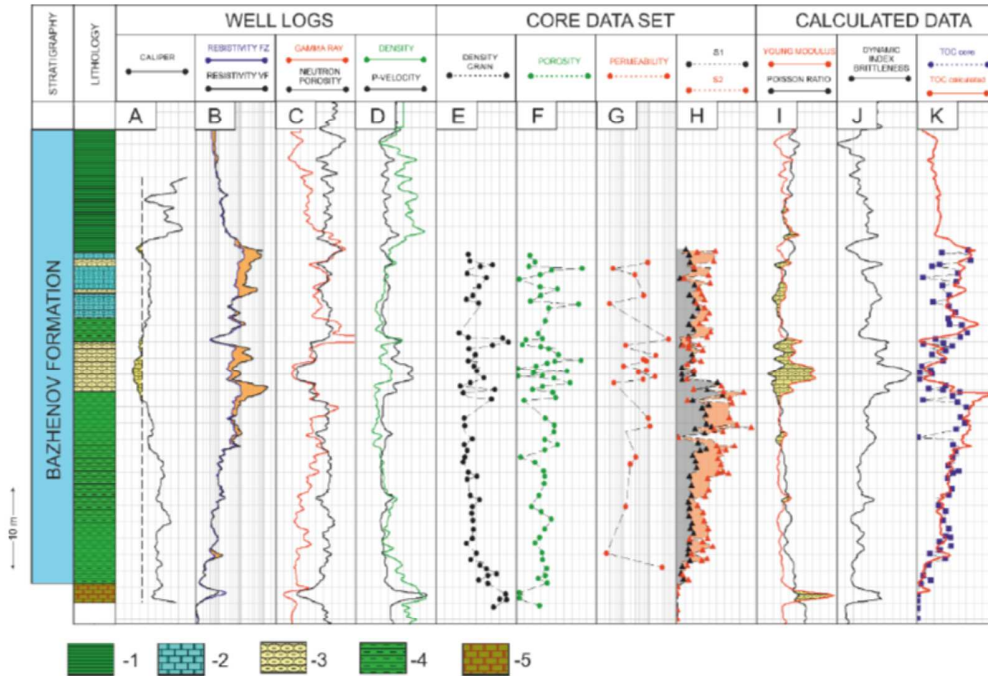 STRATIGRAPHY
LITHOLOGY
WELL LOGS
CORE DATA SET
CALCULATED DATA
CALIPER
RESISTIVITY FZ
RESISTIVITY VF
GAMMA RAY
NEUTRON
POROSITY
DENSITY
P-VELOCITY
DENSITY
GRAIN
POROSITY
PERMEABILITY
S1
S2
YOUNG MODULUS
POISSON RATIO
DYNAMIC
INDEX
BRITTLENESS
TOC core
TOC calculated
A B C D E F G H I J K
BAZHENOV FORMATION
10 m
-1 -2 -3 -4 -5